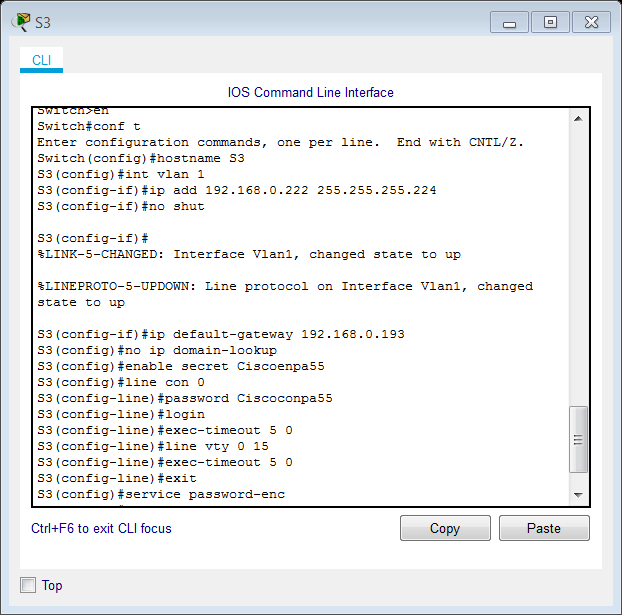 S3
CLI
IOS Command Line Interface
Switch>en
Switch#conf t
Enter configuration commands, one per line.  End with CNTL/Z.
Switch(config)#hostname S3
S3(config)#int vlan 1
S3(config-if)#ip add 192.168.0.222 255.255.255.224
S3(config-if)#no shut
S3(config-if)#
%LINK-5-CHANGED: Interface Vlan1, changed state to up
%LINEPROTO-5-UPDOWN: Line protocol on Interface Vlan1, changed
state to up
S3(config-if)#ip default-gateway 192.168.0.193
S3(config)#no ip domain-lookup
S3(config)#enable secret Ciscoenpa55
S3(config)#line con 0
S3(config-line)#password Ciscoconpa55
S3(config-line)#login
S3(config-line)#exec-timeout 5 0
S3(config-line)#line vty 0 15
S3(config-line)#exec-timeout 5 0
S3(config-line)#exit
S3(config)#service password-enc
Ctrl+F6 to exit CLI focus
Copy
Paste
Top